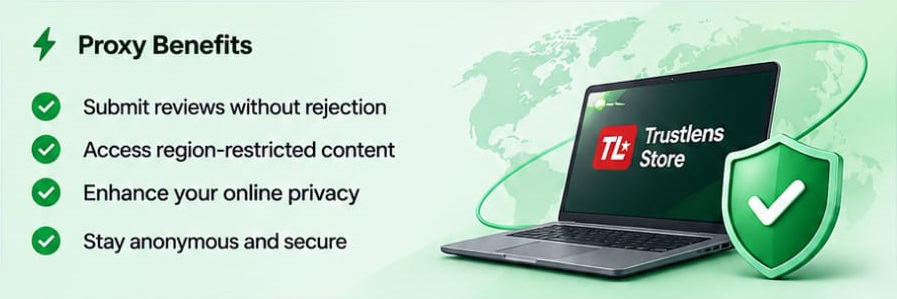 Proxy Benefits
Submit reviews without rejection
Access region-restricted content
Enhance your online privacy
Stay anonymous and secure
TL
Trustlens
Store